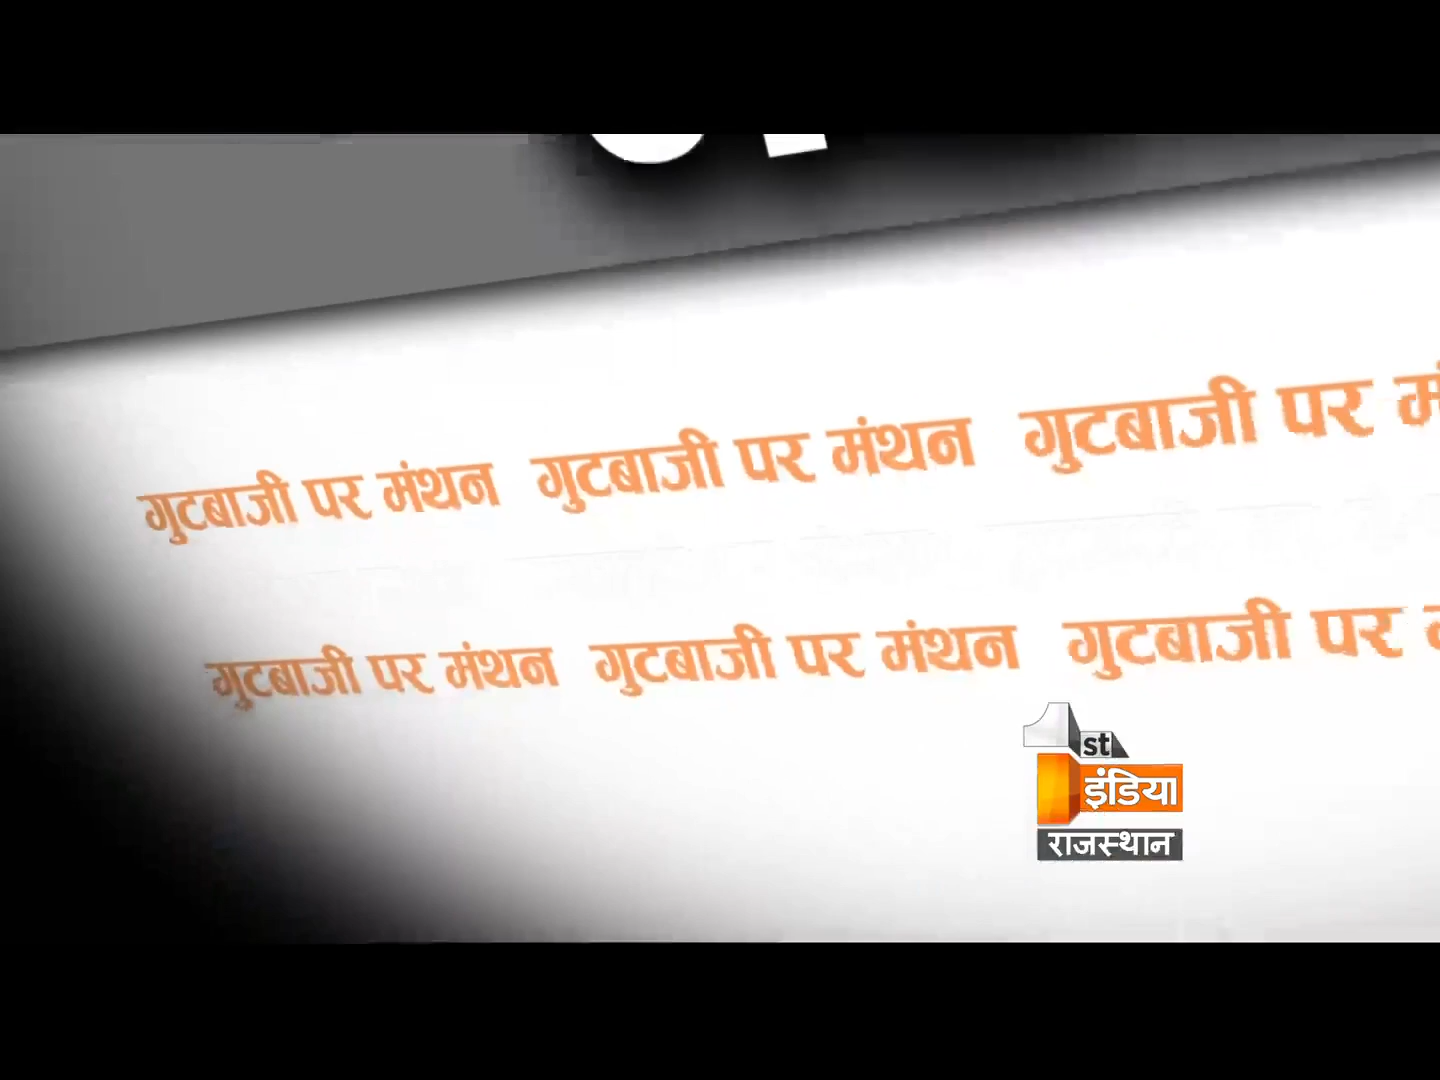 गुटबाजी पर मंथन गुटबाजी पर मंथन गुटबाजी पर
गुटबाजी पर मंथन गुटबाजी पर मंथन गुटबाजी पर
1st
इंडिया
राजस्थान